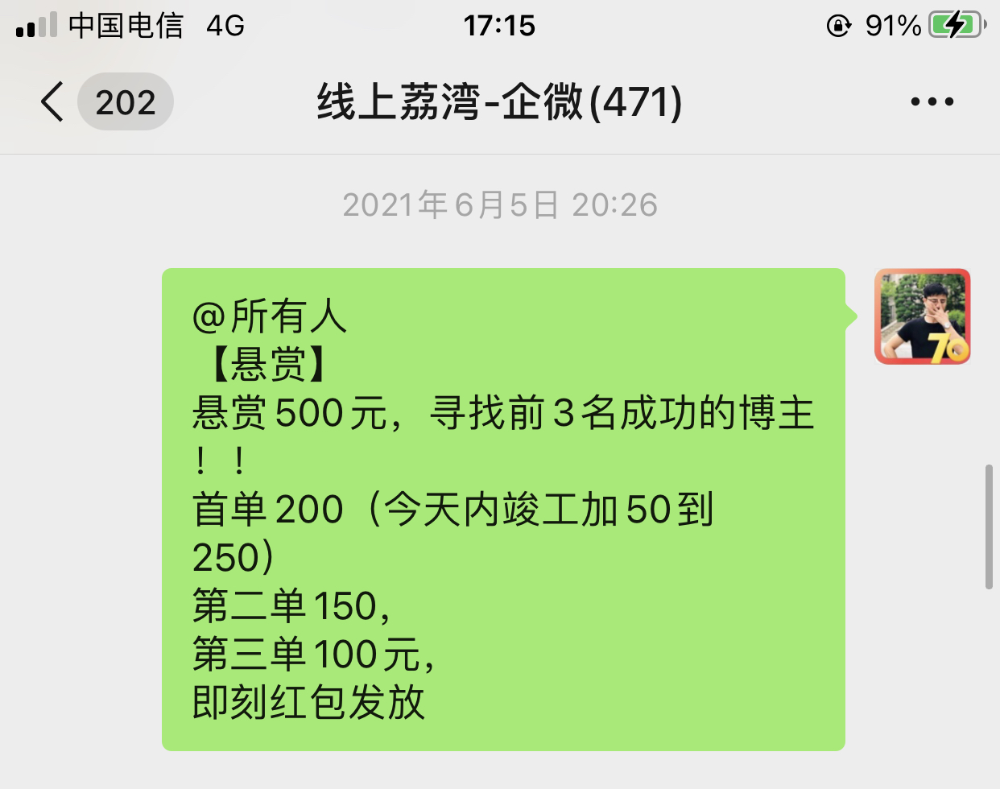 中国电信 4G 17:15 91%
202 线上荔湾-企微(471)
2021年6月5日 20:26
@所有人
【悬赏】
悬赏500元，寻找前3名成功的博主
！！
首单200（今天内竣工加50到
250）
第二单150，
第三单100元，
即刻红包发放
70